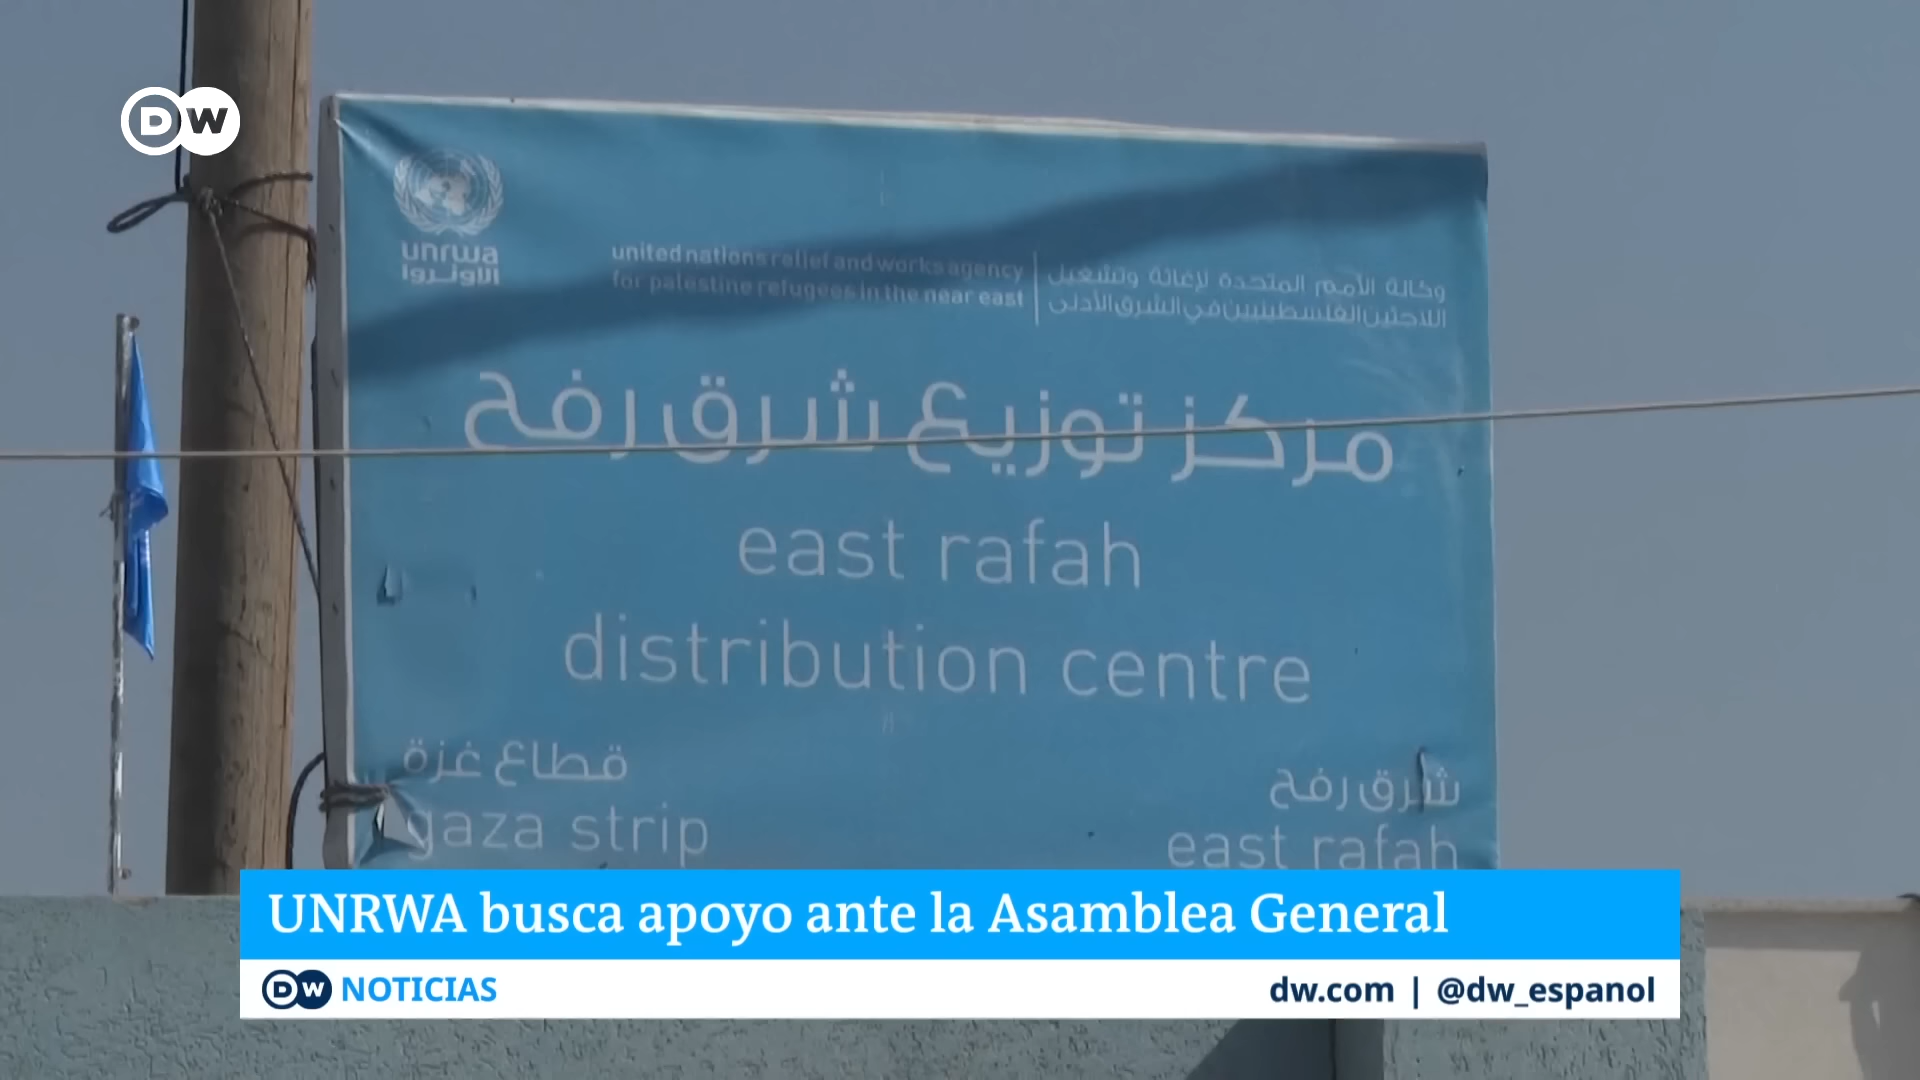 DW
unrwa
الاونروا
united nations relief and works agency
for palestine refugees in the near east
وكالة الأمم المتحدة لإغاثة وتشغيل
اللاجئين الفلسطينيين في الشرق الأدنى
مركز توزيع شرق رفح
east rafah
distribution centre
قطاع غزة
gaza strip
شرق رفح
east rafah
UNRWA busca apoyo ante la Asamblea General
DW NOTICIAS
dw.com | @dw_espanol